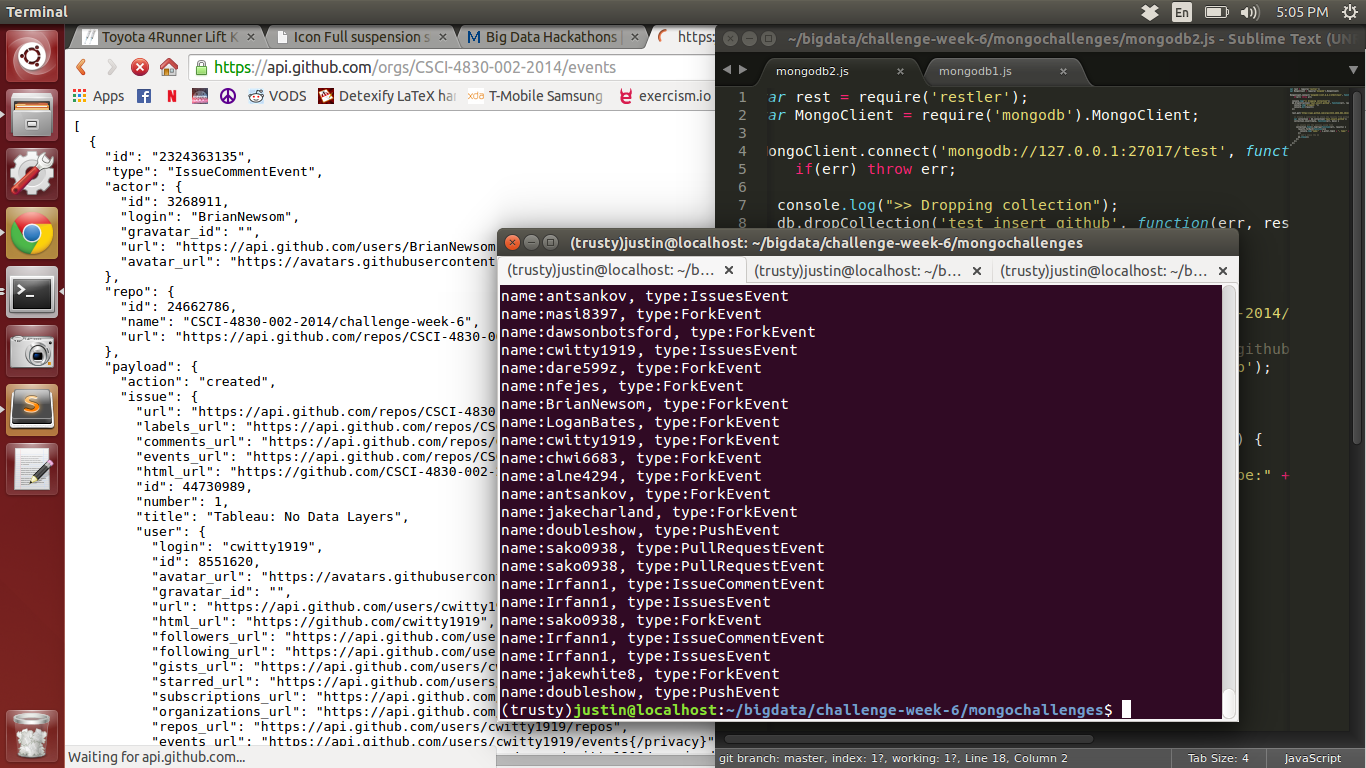 Terminal
En
5:05 PM
Toyota 4Runner Lift K
Icon Full suspension s
Big Data Hackathons
https:
https://api.github.com/orgs/CSCI-4830-002-2014/events
Apps
VODS
Detexify LaTeX har
T-Mobile Samsung
exercism.io
[
{
"id": "2324363135",
"type": "IssueCommentEvent",
"actor": {
"id": 3268911,
"login": "BrianNewsom",
"gravatar_id": "",
"url": "https://api.github.com/users/BrianNewsom
"avatar_url": "https://avatars.githubusercontent
},
"repo": {
"id": 24662786,
"name": "CSCI-4830-002-2014/challenge-week-6",
"url": "https://api.github.com/repos/CSCI-4830-0
},
"payload": {
"action": "created",
"issue": {
"url": "https://api.github.com/repos/CSCI-4830
"labels_url": "https://api.github.com/repos/CS
"comments_url": "https://api.github.com/repos/
"events_url": "https://api.github.com/repos/CS
"html_url": "https://github.com/CSCI-4830-002-
"id": 44730989,
"number": 1,
"title": "Tableau: No Data Layers",
"user": {
"login": "cwitty1919",
"id": 8551620,
"avatar_url": "https://avatars.githubusercont
"gravatar_id": "",
"url": "https://api.github.com/users/cwitty1
"html_url": "https://github.com/cwitty1919",
"followers_url": "https://api.github.com/use
"following_url": "https://api.github.com/use
"gists_url": "https://api.github.com/users/cw
"starred_url": "https://api.github.com/users
"subscriptions_url": "https://api.github.com
"organizations_url": "https://api.github.com
"repos_url": "https://api.github.com/users/cwitty1919/repos",
"events_url": "https://api.github.com/users/cwitty1919/events{/privacy}"
Waiting for api.github.com...
~/bigdata/challenge-week-6/mongochallenges/mongodb2.js - Sublime Text (UN
mongodb2.js
mongodb1.js
1 ar rest = require('restler');
2 ar MongoClient = require('mongodb').MongoClient;
3
4 ongoClient.connect('mongodb://127.0.0.1:27017/test', funct
5 if(err) throw err;
6
7 console.log(">> Dropping collection");
8 db.dropCollection('test_insert_github', function(err, res
-2014/
github
');
) {
pe:" +
(trusty)justin@localhost: ~/bigdata/challenge-week-6/mongochallenges
(trusty)justin@localhost: ~/b...
(trusty)justin@localhost: ~/b...
(trusty)justin@localhost: ~/b...
name:antsankov, type:IssuesEvent
name:masl8397, type:ForkEvent
name:dawsonbotsford, type:ForkEvent
name:cwitty1919, type:IssuesEvent
name:dare599z, type:ForkEvent
name:nfejes, type:ForkEvent
name:BrianNewsom, type:ForkEvent
name:LoganBates, type:ForkEvent
name:cwitty1919, type:ForkEvent
name:chwi6683, type:ForkEvent
name:alne4294, type:ForkEvent
name:antsankov, type:ForkEvent
name:jakecharland, type:ForkEvent
name:doubleshow, type:PushEvent
name:sako0938, type:PullRequestEvent
name:sako0938, type:PullRequestEvent
name:Irfann1, type:IssueCommentEvent
name:Irfann1, type:IssuesEvent
name:sako0938, type:ForkEvent
name:Irfann1, type:IssueCommentEvent
name:Irfann1, type:IssuesEvent
name:jakewhite8, type:ForkEvent
name:doubleshow, type:PushEvent
(trusty)justin@localhost:~/bigdata/challenge-week-6/mongochallenges$
git branch: master, index: 1?, working: 1?, Line 18, Column 2
Tab Size: 4
JavaScript